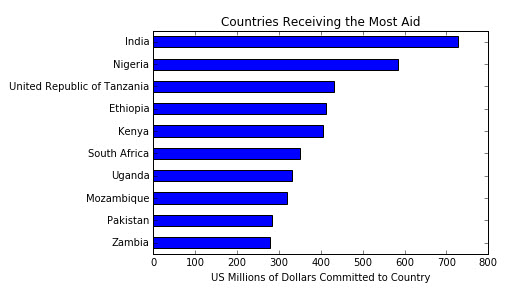 Countries Receiving the Most Aid
India
Nigeria
United Republic of Tanzania
Ethiopia
Kenya
South Africa
Uganda
Mozambique
Pakistan
Zambia
0 100 200 300 400 500 600 700 800
US Millions of Dollars Committed to Country